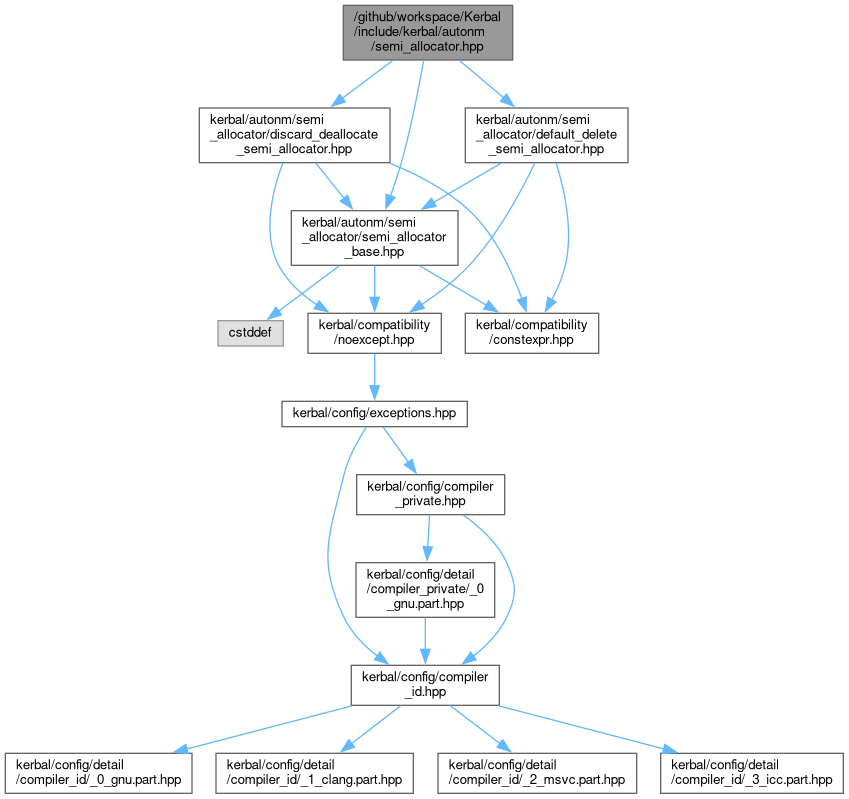 /github/workspace/Kerbal
/include/kerbal/autonm
/semi_allocator.hpp
kerbal/autonm/semi
_allocator/discard_deallocate
_semi_allocator.hpp
kerbal/autonm/semi
_allocator/default_delete
_semi_allocator.hpp
kerbal/autonm/semi
_allocator/semi_allocator
_base.hpp
cstddef
kerbal/compatibility
/noexcept.hpp
kerbal/compatibility
/constexpr.hpp
kerbal/config/exceptions.hpp
kerbal/config/compiler
_private.hpp
kerbal/config/detail
/compiler_private/_0
_gnu.part.hpp
kerbal/config/compiler
_id.hpp
kerbal/config/detail
/compiler_id/_0_gnu.part.hpp
kerbal/config/detail
/compiler_id/_1_clang.part.hpp
kerbal/config/detail
/compiler_id/_2_msvc.part.hpp
kerbal/config/detail
/compiler_id/_3_icc.part.hpp